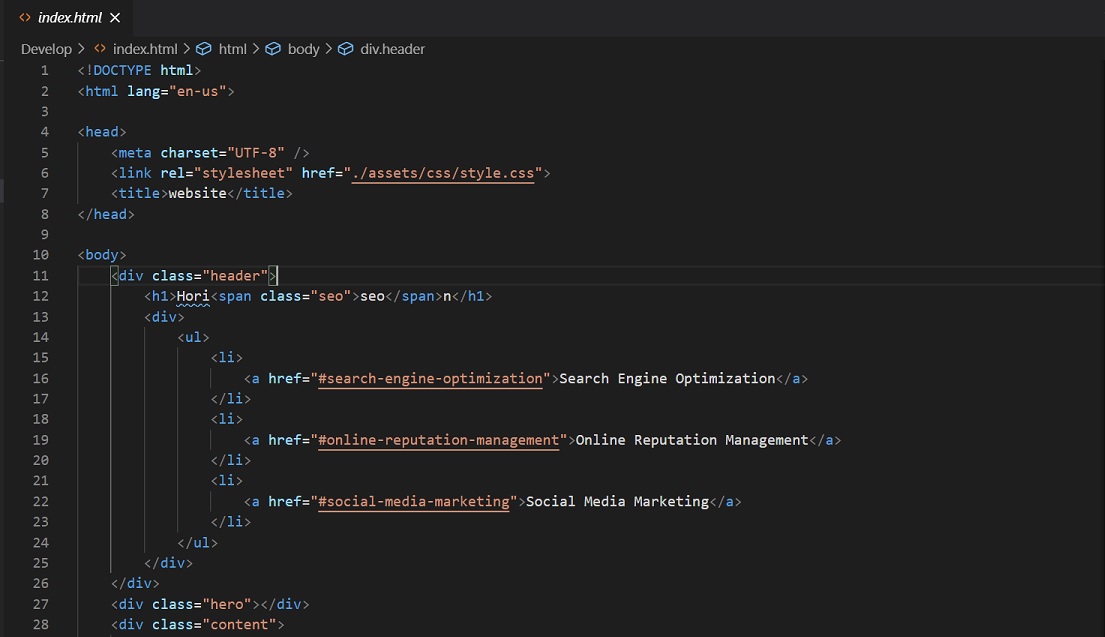 index.html
Develop > index.html > html > body > div.header
1 <!DOCTYPE html>
2 <html lang="en-us">
3
4 <head>
5     <meta charset="UTF-8" />
6     <link rel="stylesheet" href="./assets/css/style.css">
7     <title>website</title>
8 </head>
9
10 <body>
11     <div class="header">
12         <h1>Hori<span class="seo">seo</span>n</h1>
13         <div>
14             <ul>
15                 <li>
16                     <a href="#search-engine-optimization">Search Engine Optimization</a>
17                 </li>
18                 <li>
19                     <a href="#online-reputation-management">Online Reputation Management</a>
20                 </li>
21                 <li>
22                     <a href="#social-media-marketing">Social Media Marketing</a>
23                 </li>
24             </ul>
25         </div>
26     </div>
27     <div class="hero"></div>
28     <div class="content">